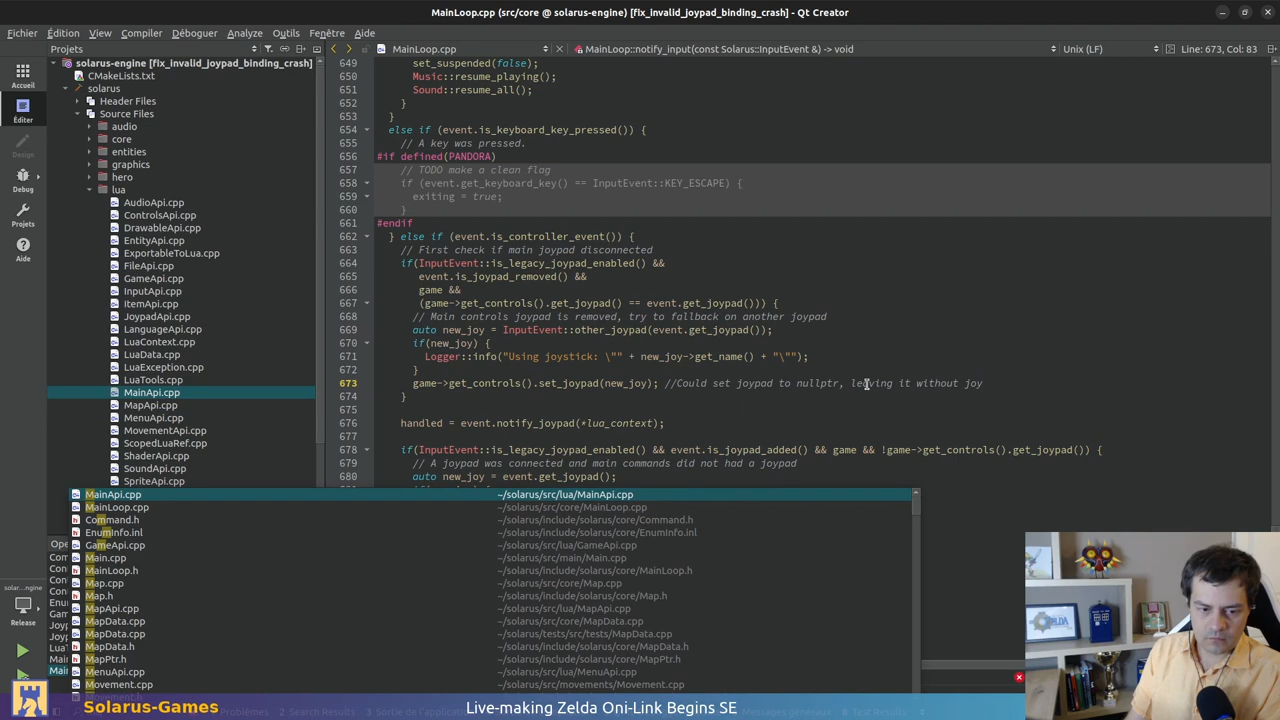 MainLoop.cpp (src/core @ solarus-engine) [fix_invalid_joypad_binding_crash] - Qt Creator
Fichier Édition View Compiler Déboguer Analyze Outils Fenêtre Aide
Projets
MainLoop.cpp
MainLoop::notify_input(const Solarus::InputEvent &) -> void
Unix (LF)
Line: 673, Col: 83
Accueil
Éditer
Design
Debug
Projets
Aide
solarus-engine [fix_invalid_joypad_binding_crash]
CMakeLists.txt
solarus
Header Files
Source Files
audio
core
entities
graphics
hero
lua
AudioApi.cpp
ControlsApi.cpp
DrawableApi.cpp
EntityApi.cpp
ExportableToLua.cpp
FileApi.cpp
GameApi.cpp
InputApi.cpp
ItemApi.cpp
JoypadApi.cpp
LanguageApi.cpp
LuaContext.cpp
LuaData.cpp
LuaException.cpp
LuaTools.cpp
MainApi.cpp
MapApi.cpp
MenuApi.cpp
MovementApi.cpp
ScopedLuaRef.cpp
ShaderApi.cpp
SoundApi.cpp
SpriteApi.cpp
649 set_suspended(false);
650 Music::resume_playing();
651 Sound::resume_all();
652 }
653 }
654 else if (event.is_keyboard_key_pressed()) {
655 // A key was pressed.
656 #if defined(PANDORA)
657 // TODO make a clean flag
658 if (event.get_keyboard_key() == InputEvent::KEY_ESCAPE) {
659 exiting = true;
660 }
661 #endif
662 } else if (event.is_controller_event()) {
663 // First check if main joypad disconnected
664 if(InputEvent::is_legacy_joypad_enabled() &&
665 event.is_joypad_removed() &&
666 game &&
667 (game->get_controls().get_joypad() == event.get_joypad())) {
668 // Main controls joypad is removed, try to fallback on another joypad
669 auto new_joy = InputEvent::other_joypad(event.get_joypad());
670 if(new_joy) {
671 Logger::info("Using joystick: \"" + new_joy->get_name() + "\"");
672 }
673 game->get_controls().set_joypad(new_joy); //Could set joypad to nullptr, leaving it without joy
674 }
675
676 handled = event.notify_joypad(*lua_context);
677
678 if(InputEvent::is_legacy_joypad_enabled() && event.is_joypad_added() && game && !game->get_controls().get_joypad()) {
679 // A joypad was connected and main commands did not had a joypad
680 auto new_joy = event.get_joypad();
MainApi.cpp ~/solarus/src/lua/MainApi.cpp
MainLoop.cpp ~/solarus/src/core/MainLoop.cpp
Command.h ~/solarus/include/solarus/core/Command.h
EnumInfo.inl ~/solarus/include/solarus/core/EnumInfo.inl
GameApi.cpp ~/solarus/src/lua/GameApi.cpp
Main.cpp ~/solarus/src/main/Main.cpp
MainLoop.h ~/solarus/include/solarus/core/MainLoop.h
Map.cpp ~/solarus/src/core/Map.cpp
Map.h ~/solarus/include/solarus/core/Map.h
MapApi.cpp ~/solarus/src/lua/MapApi.cpp
MapData.cpp ~/solarus/src/core/MapData.cpp
MapData.cpp ~/solarus/tests/src/tests/MapData.cpp
MapData.h ~/solarus/include/solarus/core/MapData.h
MapPtr.h ~/solarus/include/solarus/core/MapPtr.h
MenuApi.cpp ~/solarus/src/lua/MenuApi.cpp
Movement.cpp ~/solarus/src/movements/Movement.cpp
solar...ngine
Release
Solarus-Games
Live-making Zelda Oni-Link Begins SE